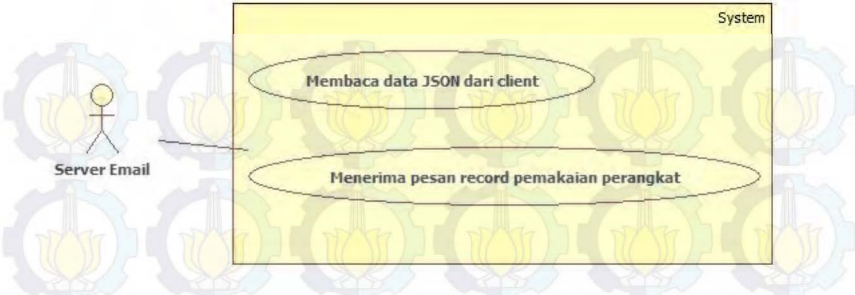 System
Membaca data JSON dari client
Server Email
Menerima pesan record pemakaian perangkat